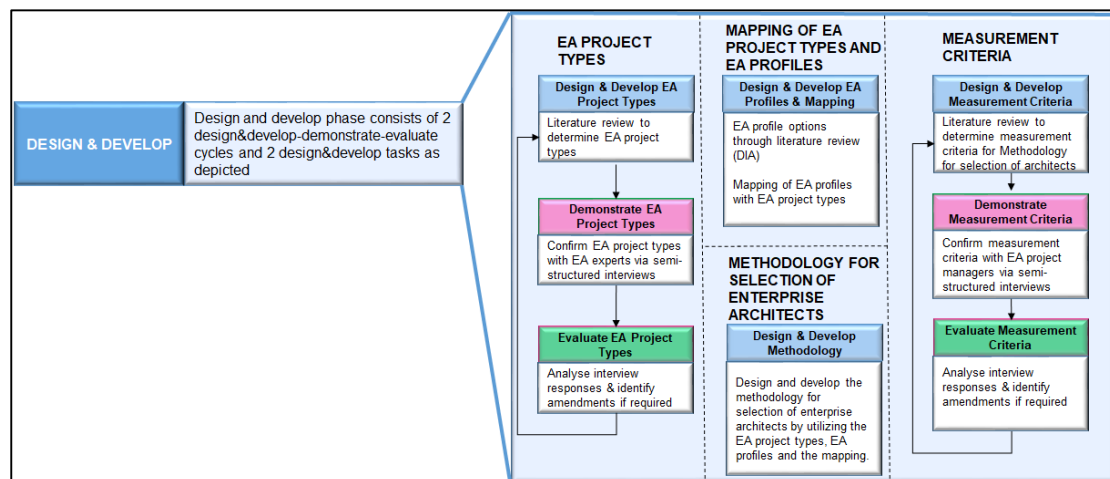 DESIGN & DEVELOP
Design and develop phase consists of 2
design&develop-demonstrate-evaluate
cycles and 2 design&develop tasks as
depicted
EA PROJECT
TYPES
Design & Develop EA
Project Types
Literature review to
determine EA project
types
Demonstrate EA
Project Types
Confirm EA project types
with EA experts via semi-
structured interviews
Evaluate EA Project
Types
Analyse interview
responses & identify
amendments if required
MAPPING OF EA
PROJECT TYPES AND
EA PROFILES
Design & Develop EA
Profiles & Mapping
EA profile options
through literature review
(DIA)
Mapping of EA profiles
with EA project types
METHODOLOGY FOR
SELECTION OF
ENTERPRISE
ARCHITECTS
Design & Develop
Methodology
Design and develop the
methodology for
selection of enterprise
architects by utilizing the
EA project types, EA
profiles and the mapping.
MEASUREMENT
CRITERIA
Design & Develop
Measurement Criteria
Literature review to
determine measurement
criteria for Methodology
for selection of architects
Demonstrate
Measurement Criteria
Confirm measurement
criteria with EA project
managers via semi-
structured interviews
Evaluate Measurement
Criteria
Analyse interview
responses & identify
amendments if required